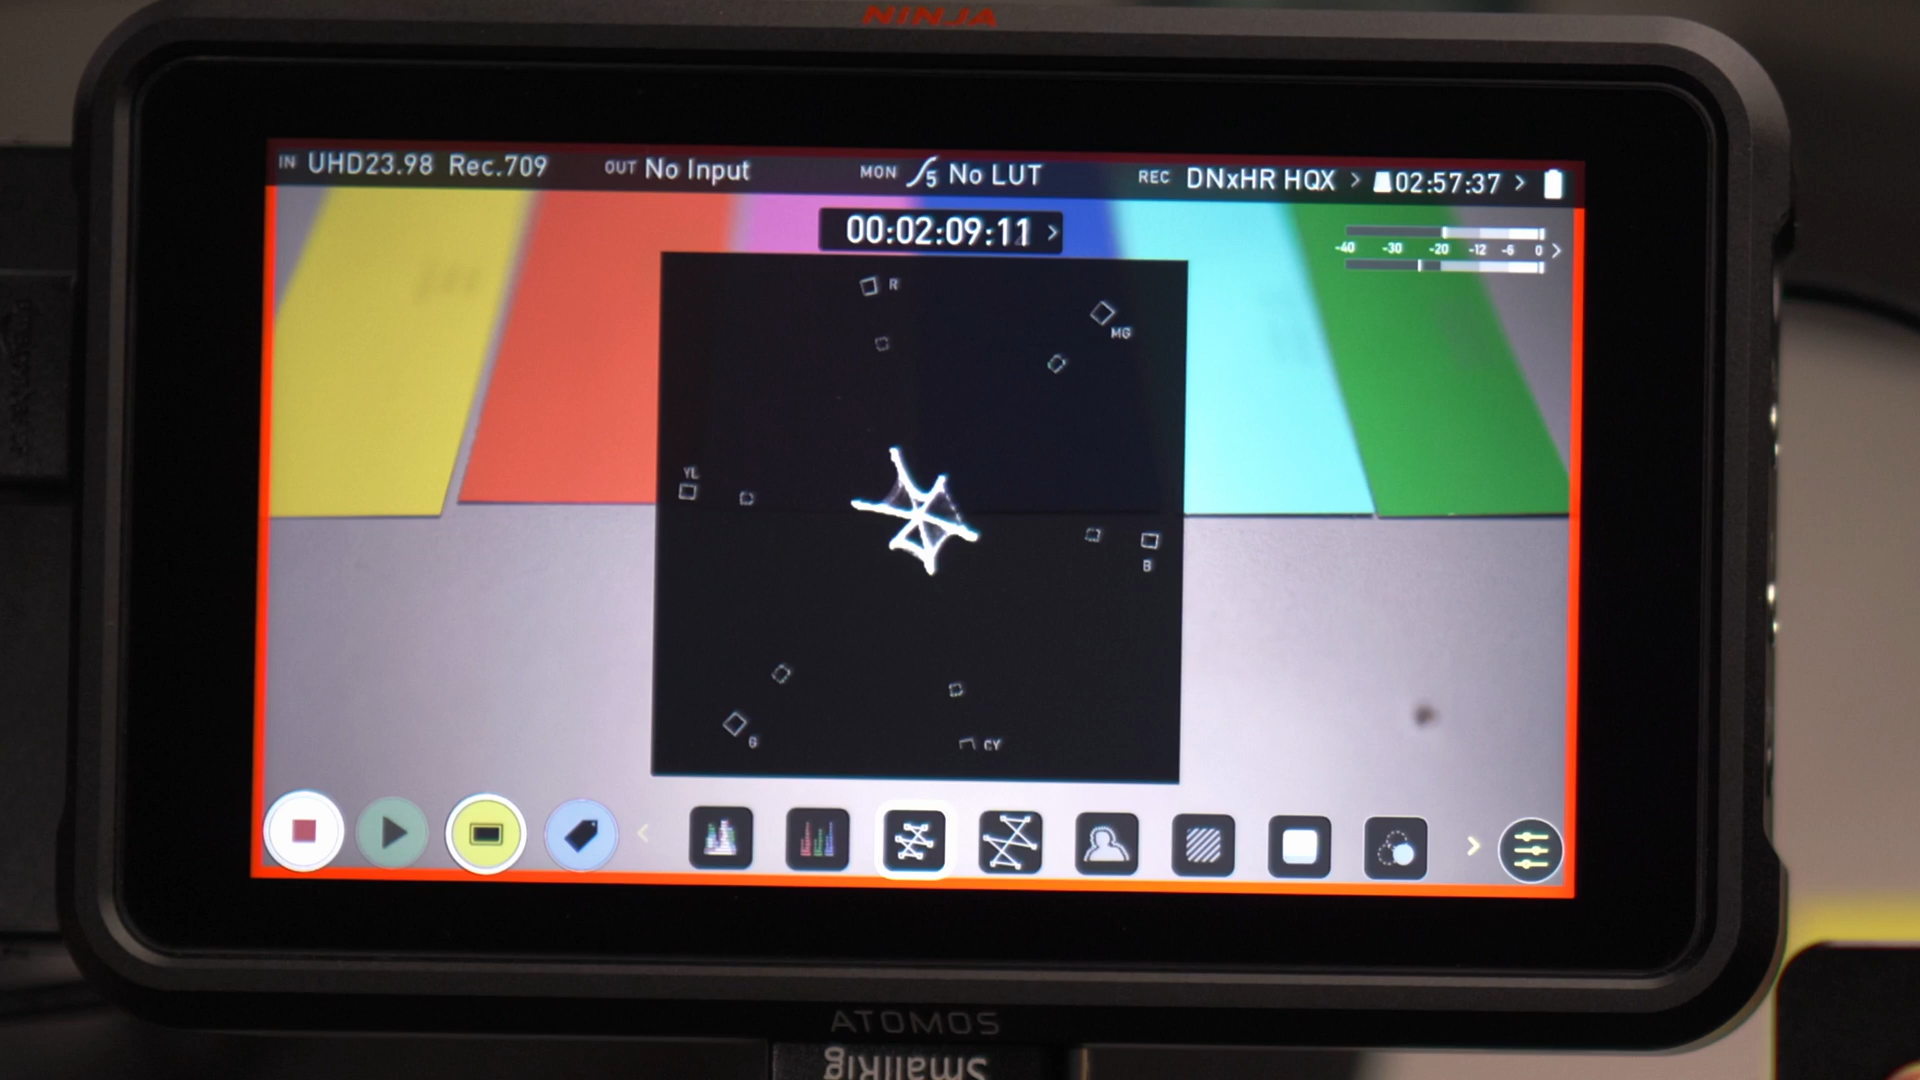 NINJA
IN UHD23.98 Rec.709 OUT No Input MON No LUT REC DNxHR HQX > 02:57:37 >
00:02:09:11 >
-40 -30 -20 -12 -6 0 >
R
MG
YL
B
G
CY
ATOMOS
SmallRig